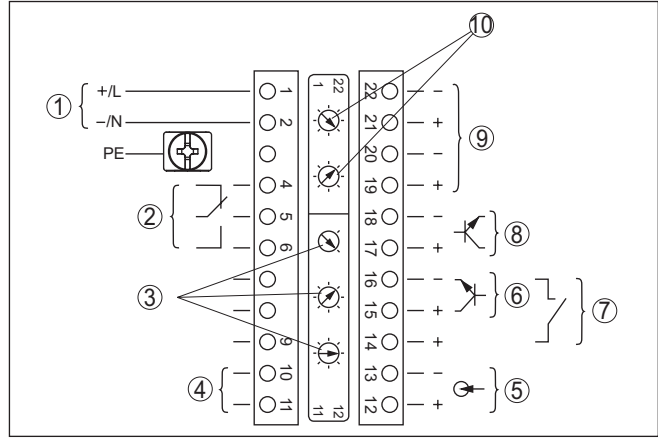 ⑩
1 22
① +/L 1 22 −
−/N 2 21 + ⑨
PE 20 −
4 19 +
② 5 18 − ⑧
6 17 +
③ 16 − ⑥ ⑦
15 +
9 14 +
④ 10 13 − ⑤
11 12 +
11 12